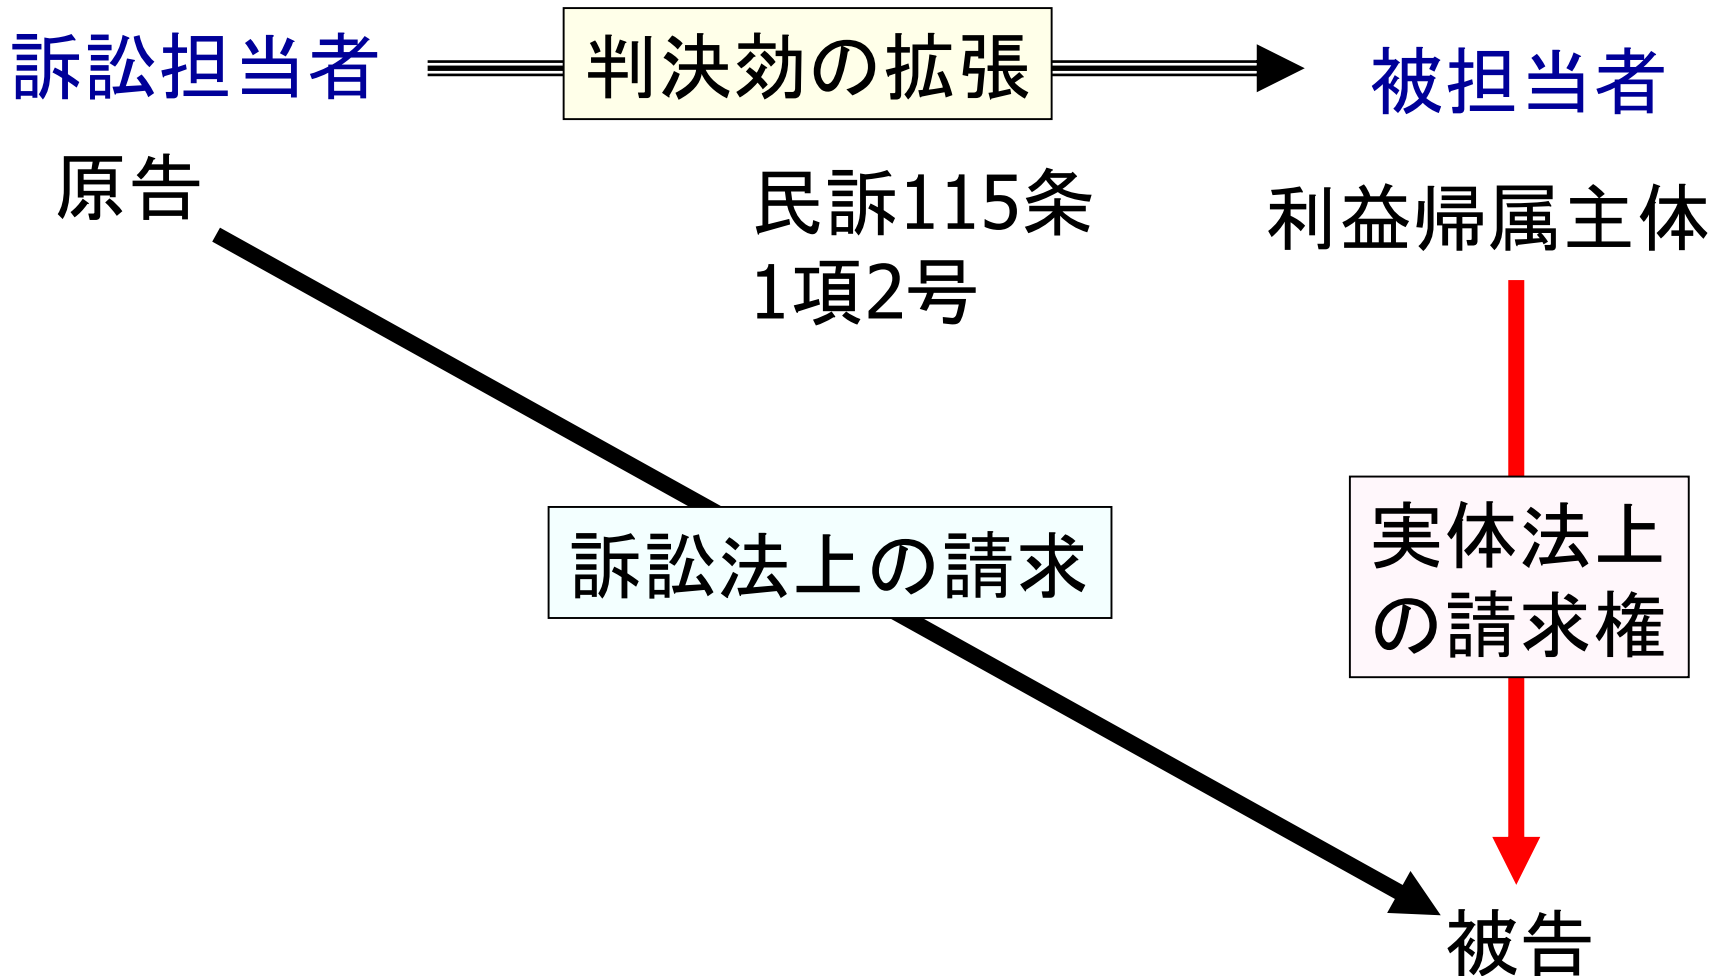 訴訟担当者
判決効の拡張
被担当者
原告
民訴115条
1項2号
利益帰属主体
訴訟法上の請求
実体法上
の請求権
被告